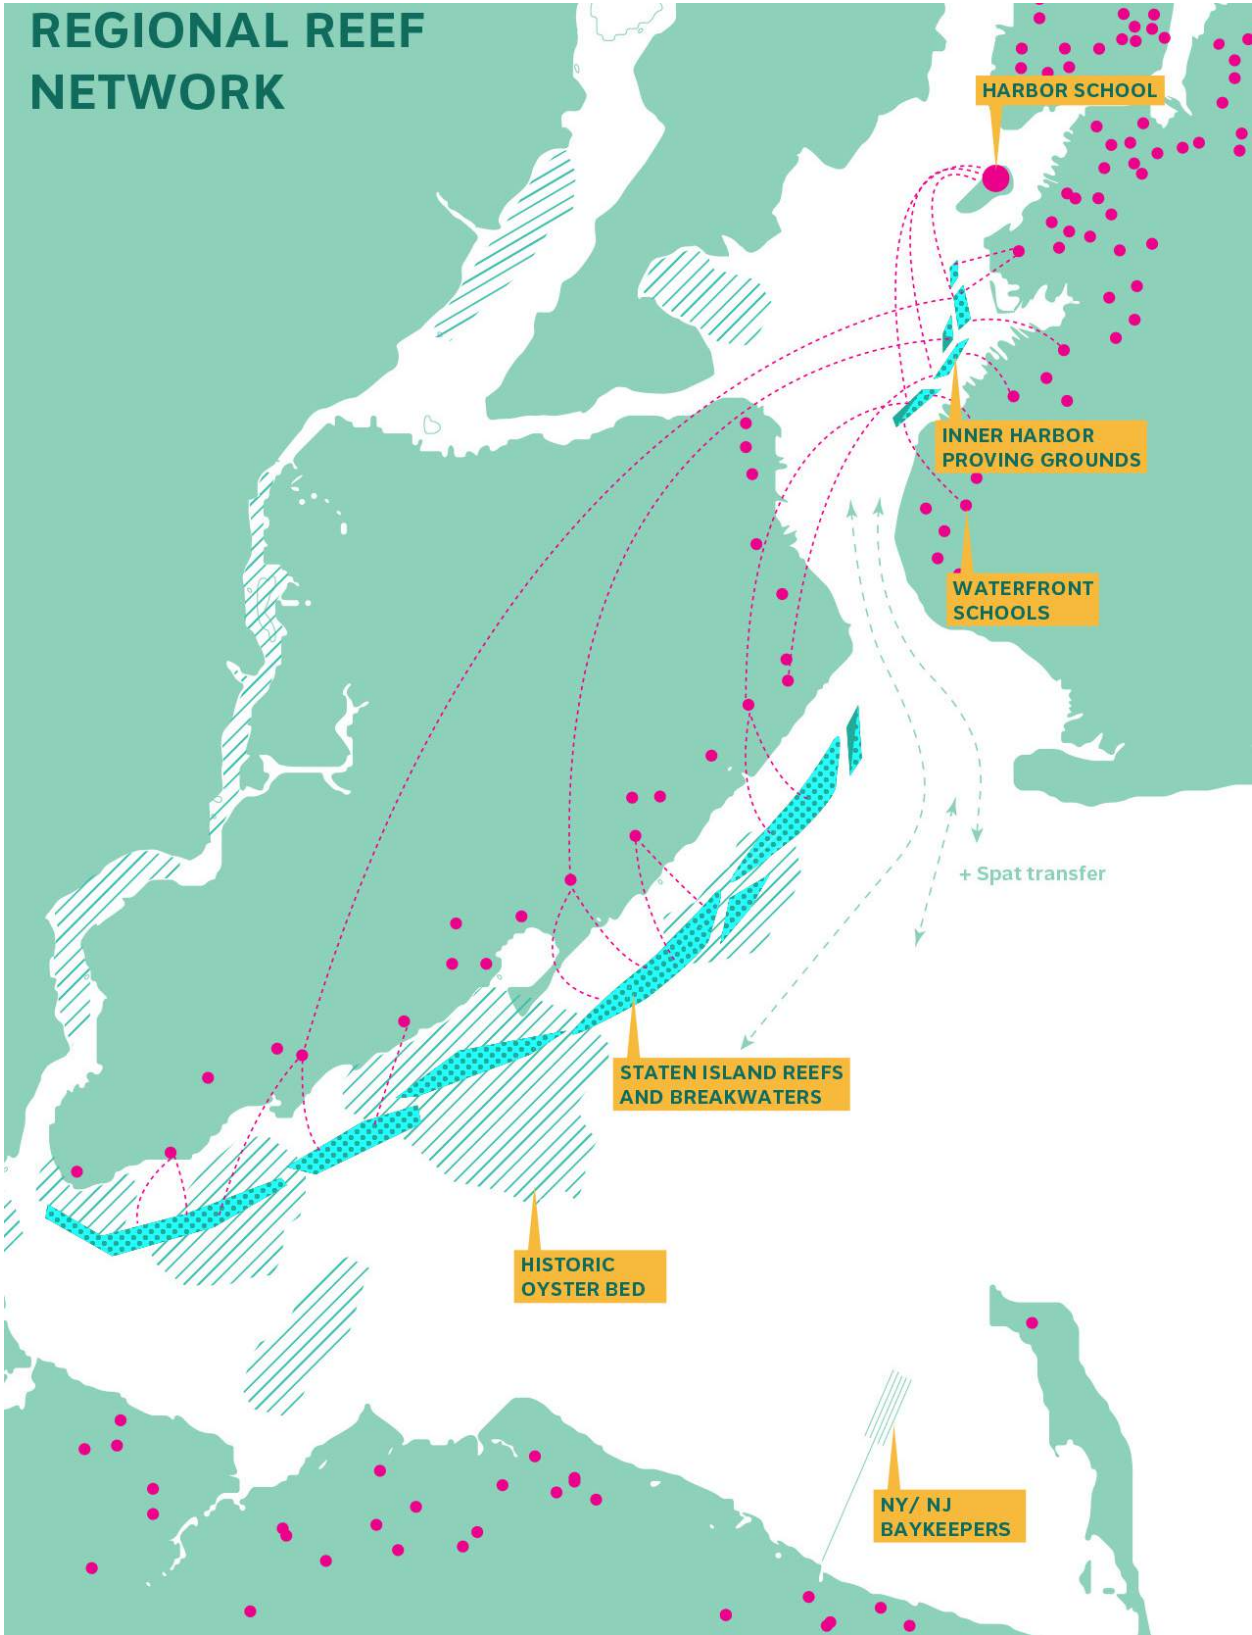 REGIONAL REEF
NETWORK
HARBOR SCHOOL
INNER HARBOR
PROVING GROUNDS
WATERFRONT
SCHOOLS
+ Spat transfer
STATEN ISLAND REEFS
AND BREAKWATERS
HISTORIC
OYSTER BED
NY/ NJ
BAYKEEPERS